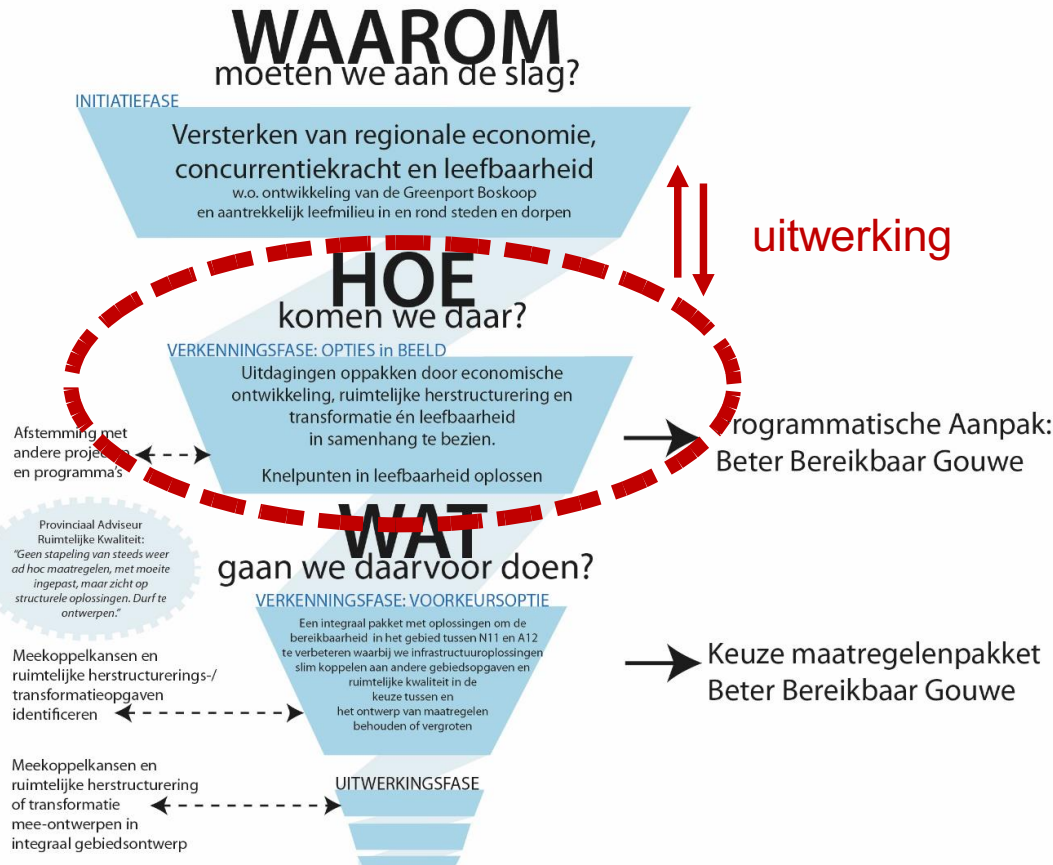 WAAROM
moeten we aan de slag?
INITIATIEFASE
Versterken van regionale economie,
concurrentiekracht en leefbaarheid
w.o. ontwikkeling van de Greenport Boskoop
en aantrekkelijk leefmilieu in en rond steden en dorpen
uitwerking
HOE
komen we daar?
VERKENNINGSFASE: OPTIES in BEELD
Uitdagingen oppakken door economische
ontwikkeling, ruimtelijke herstructurering en
transformatie én leefbaarheid
in samenhang te bezien.
Knelpunten in leefbaarheid oplossen
Afstemming met
andere projecten
en programma's
Programmatische Aanpak:
Beter Bereikbaar Gouwe
WAT
gaan we daarvoor doen?
Provinciaal Adviseur
Ruimtelijke Kwaliteit:
"Geen stapeling van steeds weer
ad hoc maatregelen, met moeite
ingepast, maar zicht op
structurele oplossingen. Durf te
ontwerpen."
VERKENNINGSFASE: VOORKEURSOPTIE
Een integraal pakket met oplossingen om de
bereikbaarheid in het gebied tussen N11 en A12
te verbeteren waarbij we infrastructuuroplossingen
slim koppelen aan andere gebiedsopgaven en
ruimtelijke kwaliteit in de
keuze tussen en
het ontwerp van maatregelen
behouden of vergroten
Meekoppelkansen en
ruimtelijke herstructurerings-/
transformatieopgaven
identificeren
Keuze maatregelenpakket
Beter Bereikbaar Gouwe
Meekoppelkansen en
ruimtelijke herstructurering
of transformatie
mee-ontwerpen in
integraal gebiedsontwerp
UITWERKINGSFASE